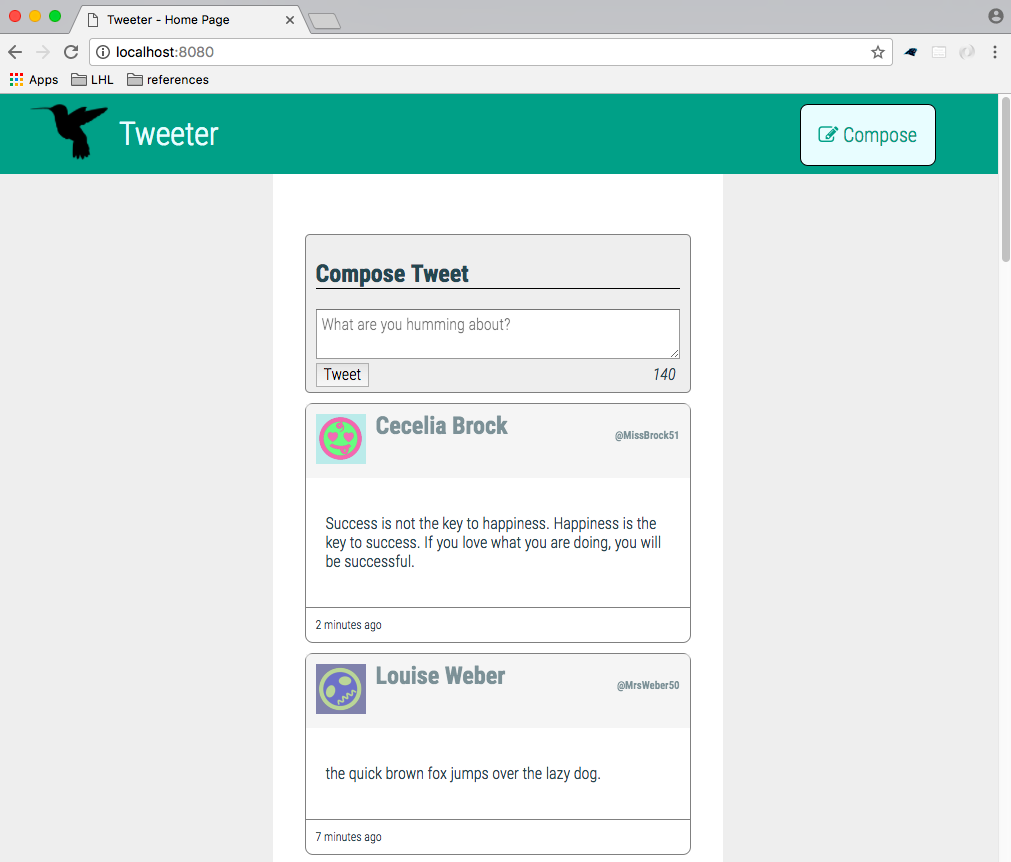 Tweeter - Home Page
localhost:8080
Apps LHL references
Tweeter
Compose
Compose Tweet
What are you humming about?
Tweet 140
Cecelia Brock
@MissBrock51
Success is not the key to happiness. Happiness is the
key to success. If you love what you are doing, you will
be successful.
2 minutes ago
Louise Weber
@MrsWeber50
the quick brown fox jumps over the lazy dog.
7 minutes ago